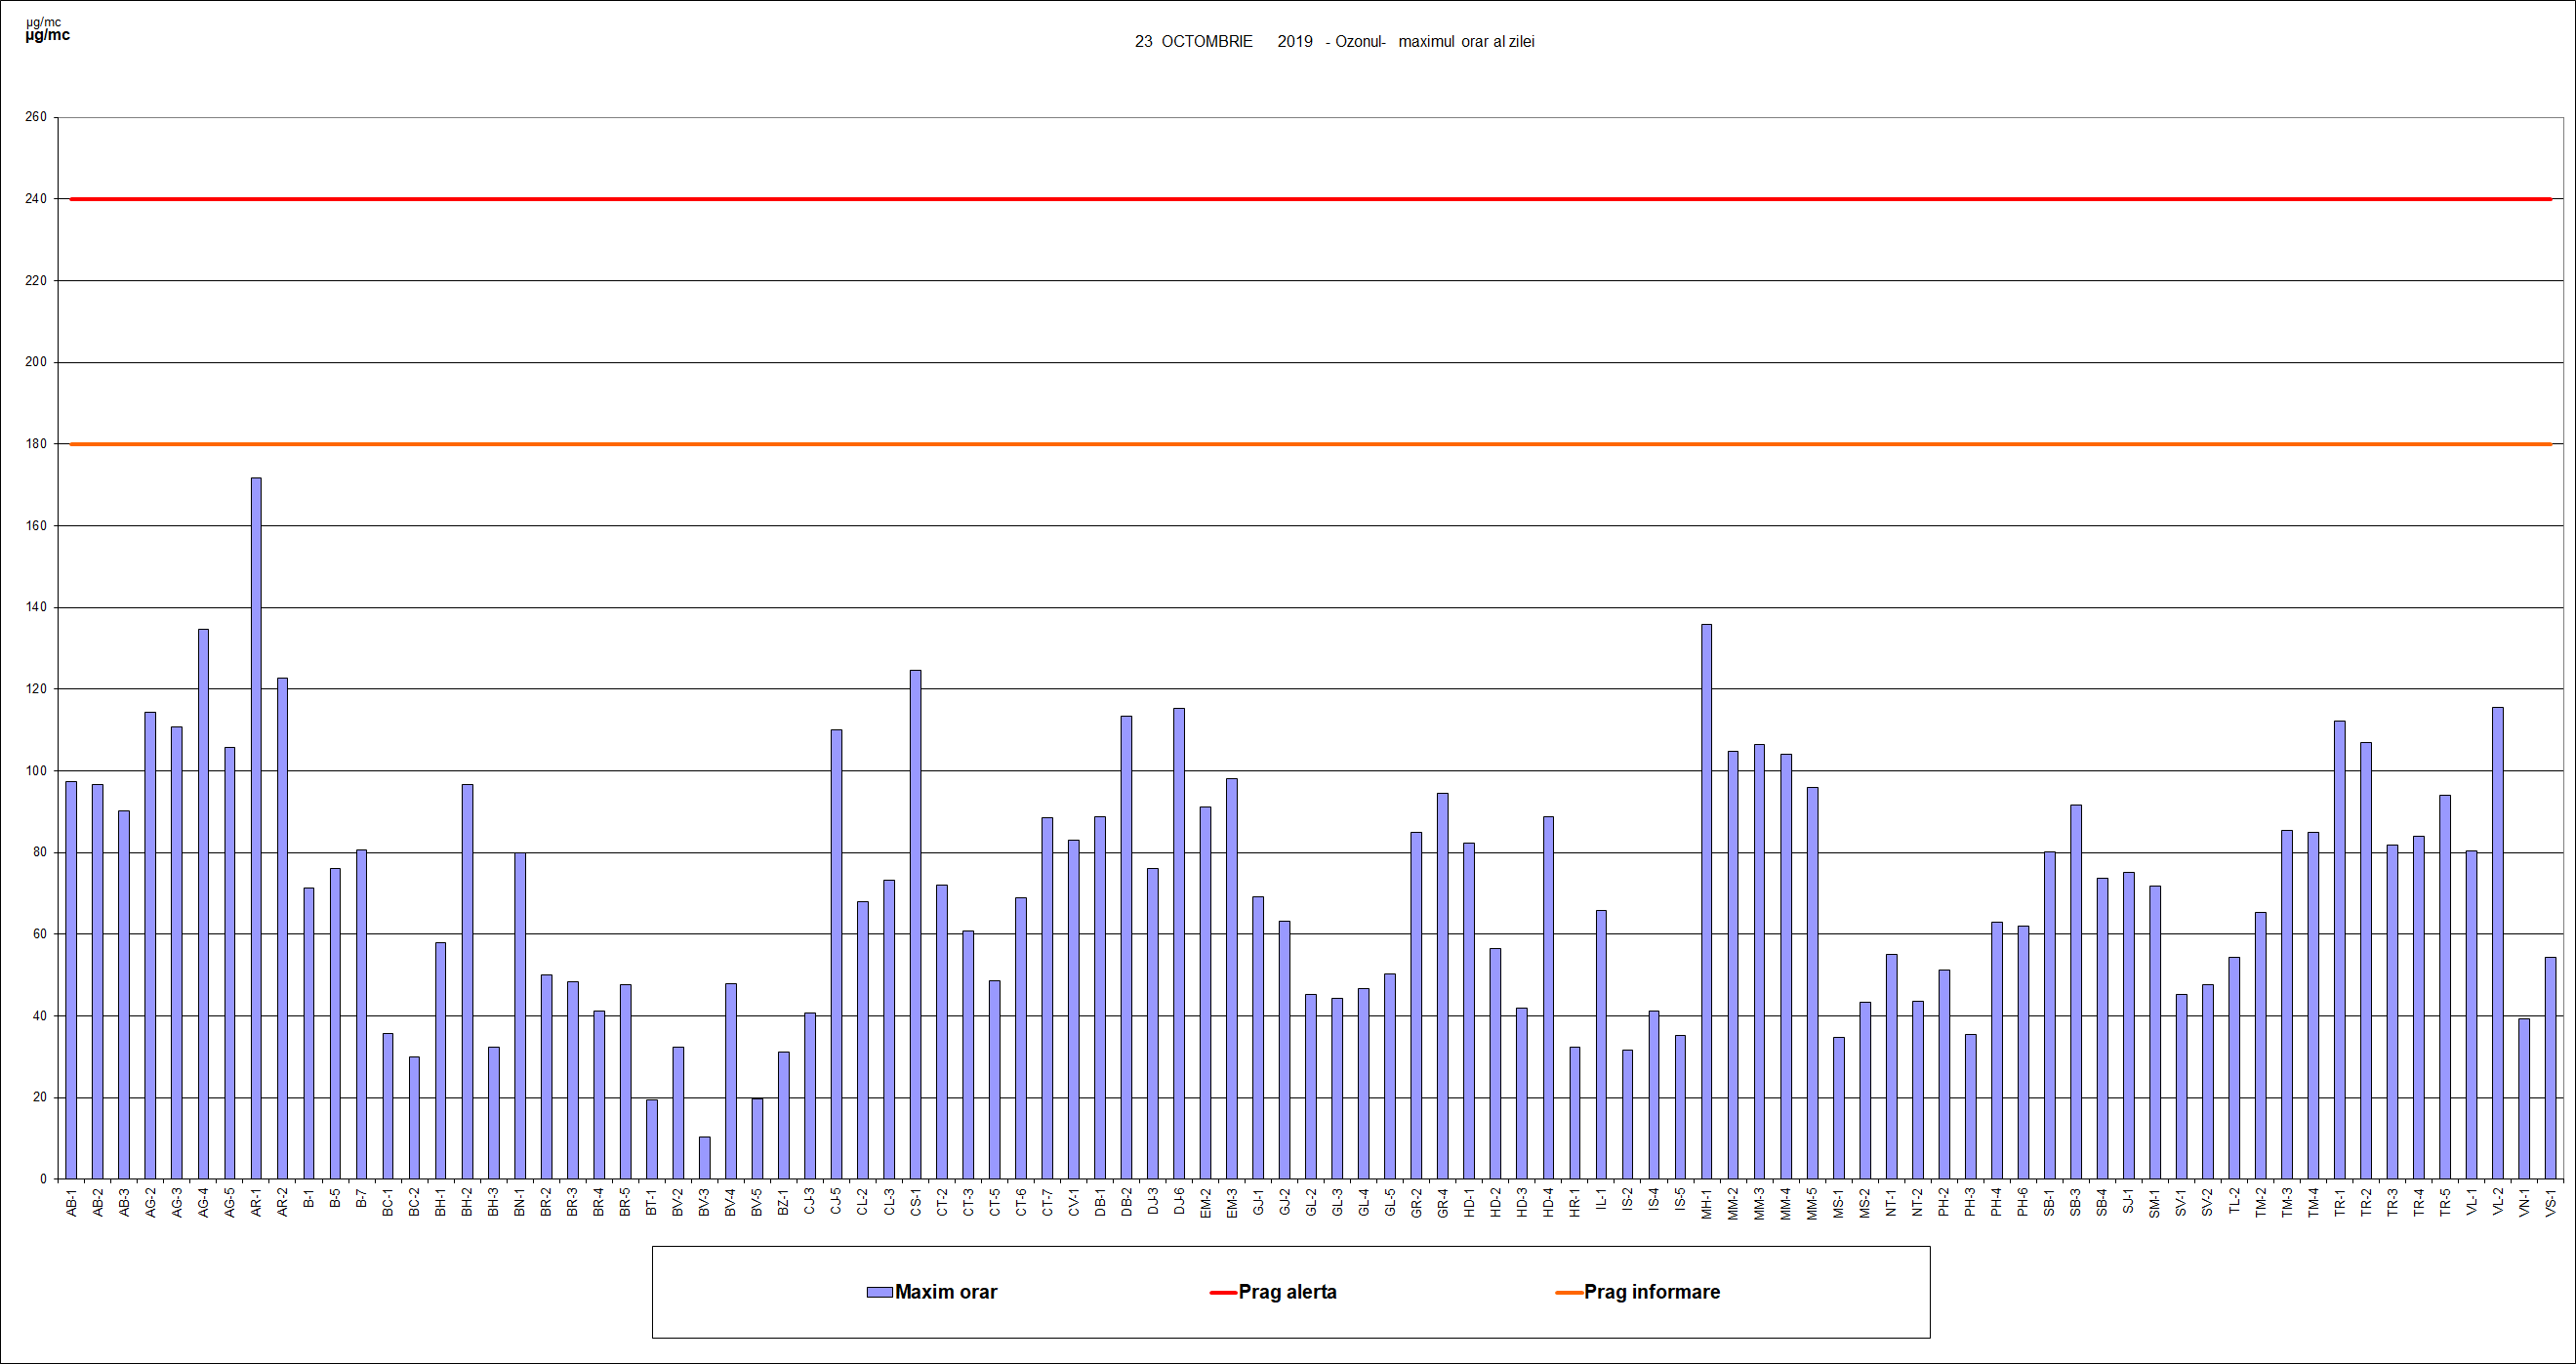 µg/mc
µg/mc
23 OCTOMBRIE 2019 - Ozonul- maximul orar al zilei
260
240
220
200
180
160
140
120
100
80
60
40
20
0
AB-1 AB-2 AB-3 AG-2 AG-3 AG-4 AG-5 AR-1 AR-2 B-1 B-5 B-7 BC-1 BC-2 BH-1 BH-2 BH-3 BN-1 BR-2 BR-3 BR-4 BR-5 BT-1 BV-2 BV-3 BV-4 BV-5 BZ-1 CJ-3 CJ-5 CL-2 CL-3 CS-1 CT-2 CT-3 CT-5 CT-6 CT-7 CV-1 DB-1 DB-2 DJ-3 DJ-6 EM-2 EM-3 GJ-1 GJ-2 GL-2 GL-3 GL-4 GL-5 GR-2 GR-4 HD-1 HD-2 HD-3 HD-4 HR-1 IL-1 IS-2 IS-4 IS-5 MH-1 MM-2 MM-3 MM-4 MM-5 MS-1 MS-2 NT-1 NT-2 PH-2 PH-3 PH-4 PH-6 SB-1 SB-3 SB-4 SJ-1 SM-1 SV-1 SV-2 TL-2 TM-2 TM-3 TM-4 TR-1 TR-2 TR-3 TR-4 TR-5 VL-1 VL-2 VN-1 VS-1
Maxim orar Prag alerta Prag informare